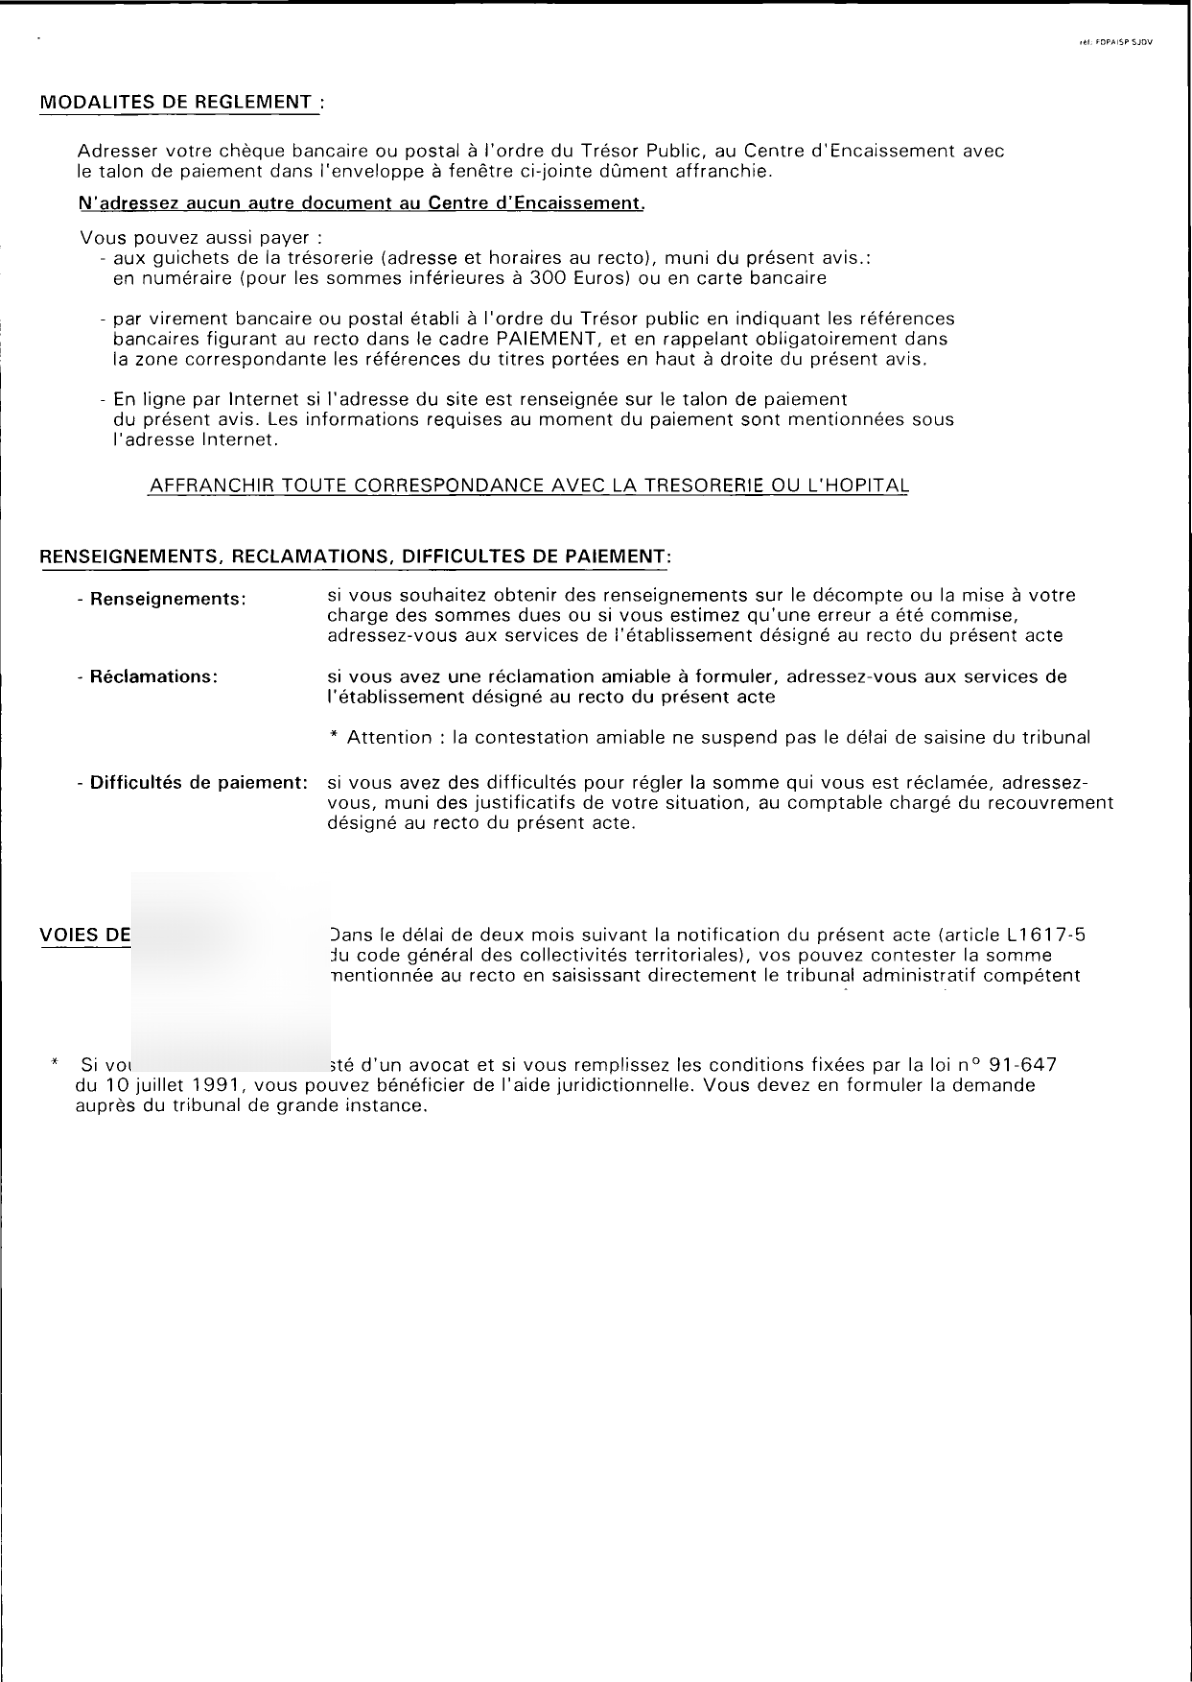 réf. FDPAISP SJDV
MODALITES DE REGLEMENT :
Adresser votre chèque bancaire ou postal à l'ordre du Trésor Public, au Centre d'Encaissement avec
le talon de paiement dans l'enveloppe à fenêtre ci-jointe dûment affranchie.
N'adressez aucun autre document au Centre d'Encaissement.
Vous pouvez aussi payer :
- aux guichets de la trésorerie (adresse et horaires au recto), muni du présent avis.:
en numéraire (pour les sommes inférieures à 300 Euros) ou en carte bancaire
- par virement bancaire ou postal établi à l'ordre du Trésor public en indiquant les références
bancaires figurant au recto dans le cadre PAIEMENT, et en rappelant obligatoirement dans
la zone correspondante les références du titres portées en haut à droite du présent avis.
- En ligne par Internet si l'adresse du site est renseignée sur le talon de paiement
du présent avis. Les informations requises au moment du paiement sont mentionnées sous
l'adresse Internet.
AFFRANCHIR TOUTE CORRESPONDANCE AVEC LA TRESORERIE OU L'HOPITAL
RENSEIGNEMENTS, RECLAMATIONS, DIFFICULTES DE PAIEMENT:
- Renseignements: si vous souhaitez obtenir des renseignements sur le décompte ou la mise à votre
charge des sommes dues ou si vous estimez qu'une erreur a été commise,
adressez-vous aux services de l'établissement désigné au recto du présent acte
- Réclamations: si vous avez une réclamation amiable à formuler, adressez-vous aux services de
l'établissement désigné au recto du présent acte
* Attention : la contestation amiable ne suspend pas le délai de saisine du tribunal
- Difficultés de paiement: si vous avez des difficultés pour régler la somme qui vous est réclamée, adressez-
vous, muni des justificatifs de votre situation, au comptable chargé du recouvrement
désigné au recto du présent acte.
VOIES DE Dans le délai de deux mois suivant la notification du présent acte (article L1617-5
du code général des collectivités territoriales), vos pouvez contester la somme
mentionnée au recto en saisissant directement le tribunal administratif compétent
* Si d'un avocat et si vous remplissez les conditions fixées par la loi n° 91-647
du 10 juillet 1991, vous pouvez bénéficier de l'aide juridictionnelle. Vous devez en formuler la demande
auprès du tribunal de grande instance.